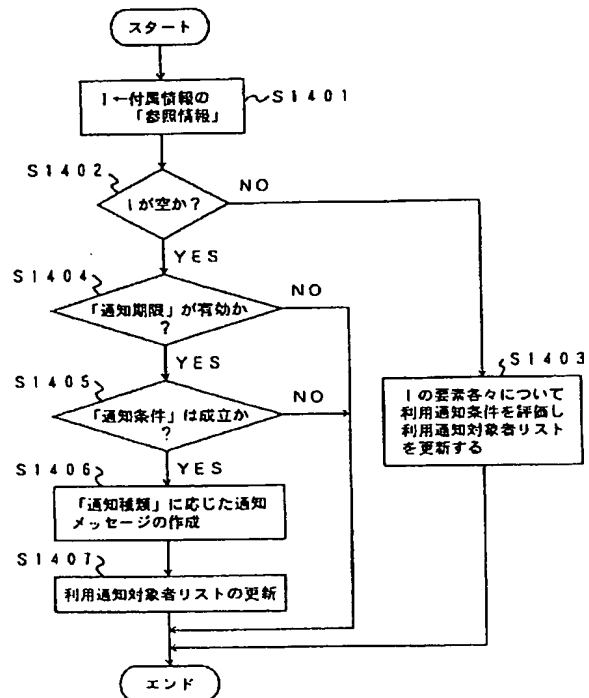 スタート
I←付属情報の
「参照情報」
S1401
S1402
Iが空か?
NO
YES
S1404
「通知期限」が有効か
?
NO
YES
S1403
Iの要素各々について
利用通知条件を評価し
利用通知対象者リスト
を更新する
S1405
「通知条件」は成立か
?
NO
YES
S1406
「通知種類」に応じた通知
メッセージの作成
S1407
利用通知対象者リストの更新
エンド